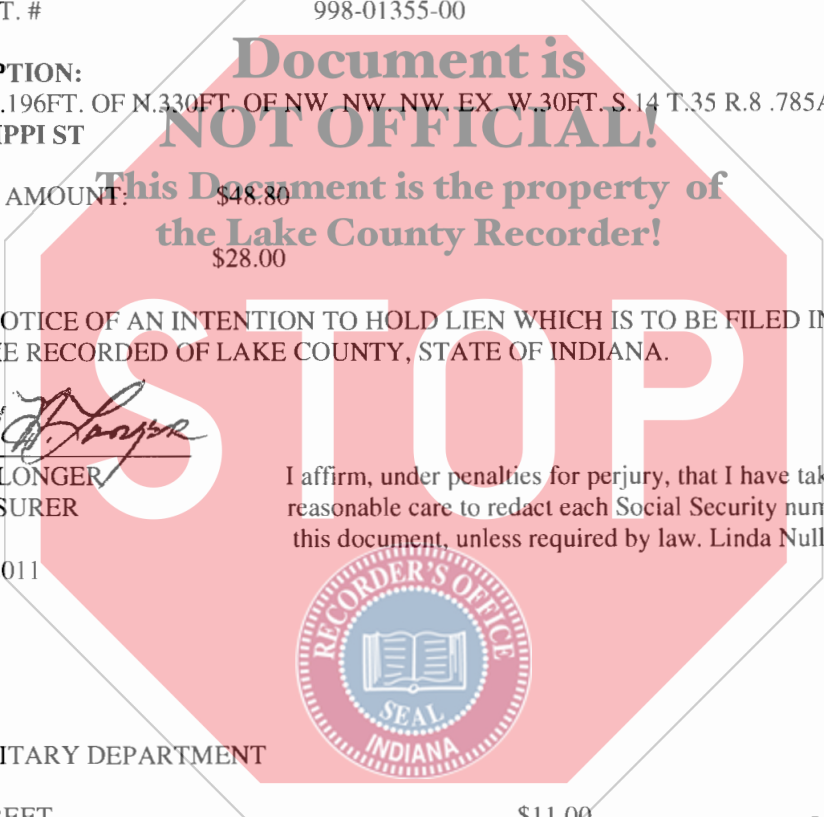 T. # 998-01355-00
Document is
PTION:
.196FT. OF N.330FT. OF NW. NW. NW. EX. W.30FT. S.14 T.35 R.8 .785A
NOT OFFICIAL!
IPPI ST
This Document is the property of
AMOUNT: $48.80
the Lake County Recorder!
$28.00
STOP
OTICE OF AN INTENTION TO HOLD LIEN WHICH IS TO BE FILED IN
E RECORDED OF LAKE COUNTY, STATE OF INDIANA.
LONGER I affirm, under penalties for perjury, that I have tak
SURER reasonable care to redact each Social Security num
this document, unless required by law. Linda Null
011
RECORDER'S OFFICE
SEAL
INDIANA
ITARY DEPARTMENT
REET $11.00